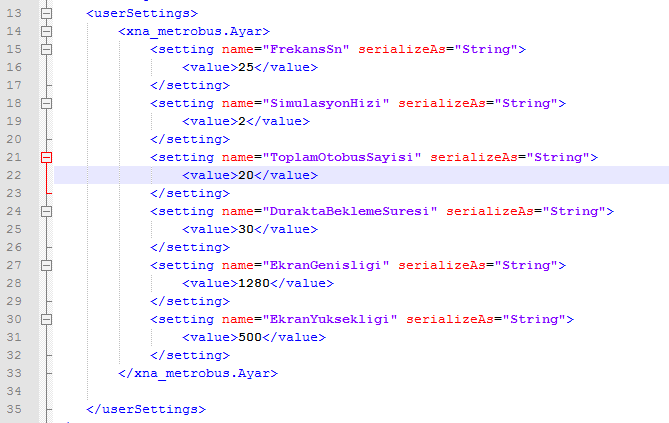 13 <userSettings>
14 <xna_metrobus.Ayar>
15 <setting name="FrekansSn" serializeAs="String">
16 <value>25</value>
17 </setting>
18 <setting name="SimulasyonHizi" serializeAs="String">
19 <value>2</value>
20 </setting>
21 <setting name="ToplamOtobusSayisi" serializeAs="String">
22 <value>20</value>
23 </setting>
24 <setting name="DuraktaBeklemeSuresi" serializeAs="String">
25 <value>30</value>
26 </setting>
27 <setting name="EkranGenisligi" serializeAs="String">
28 <value>1280</value>
29 </setting>
30 <setting name="EkranYuksekligi" serializeAs="String">
31 <value>500</value>
32 </setting>
33 </xna_metrobus.Ayar>
34
35 </userSettings>